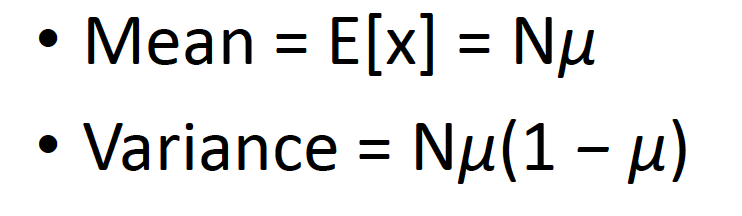 • Mean = E[x] = Nμ
• Variance = Nμ(1 − μ)